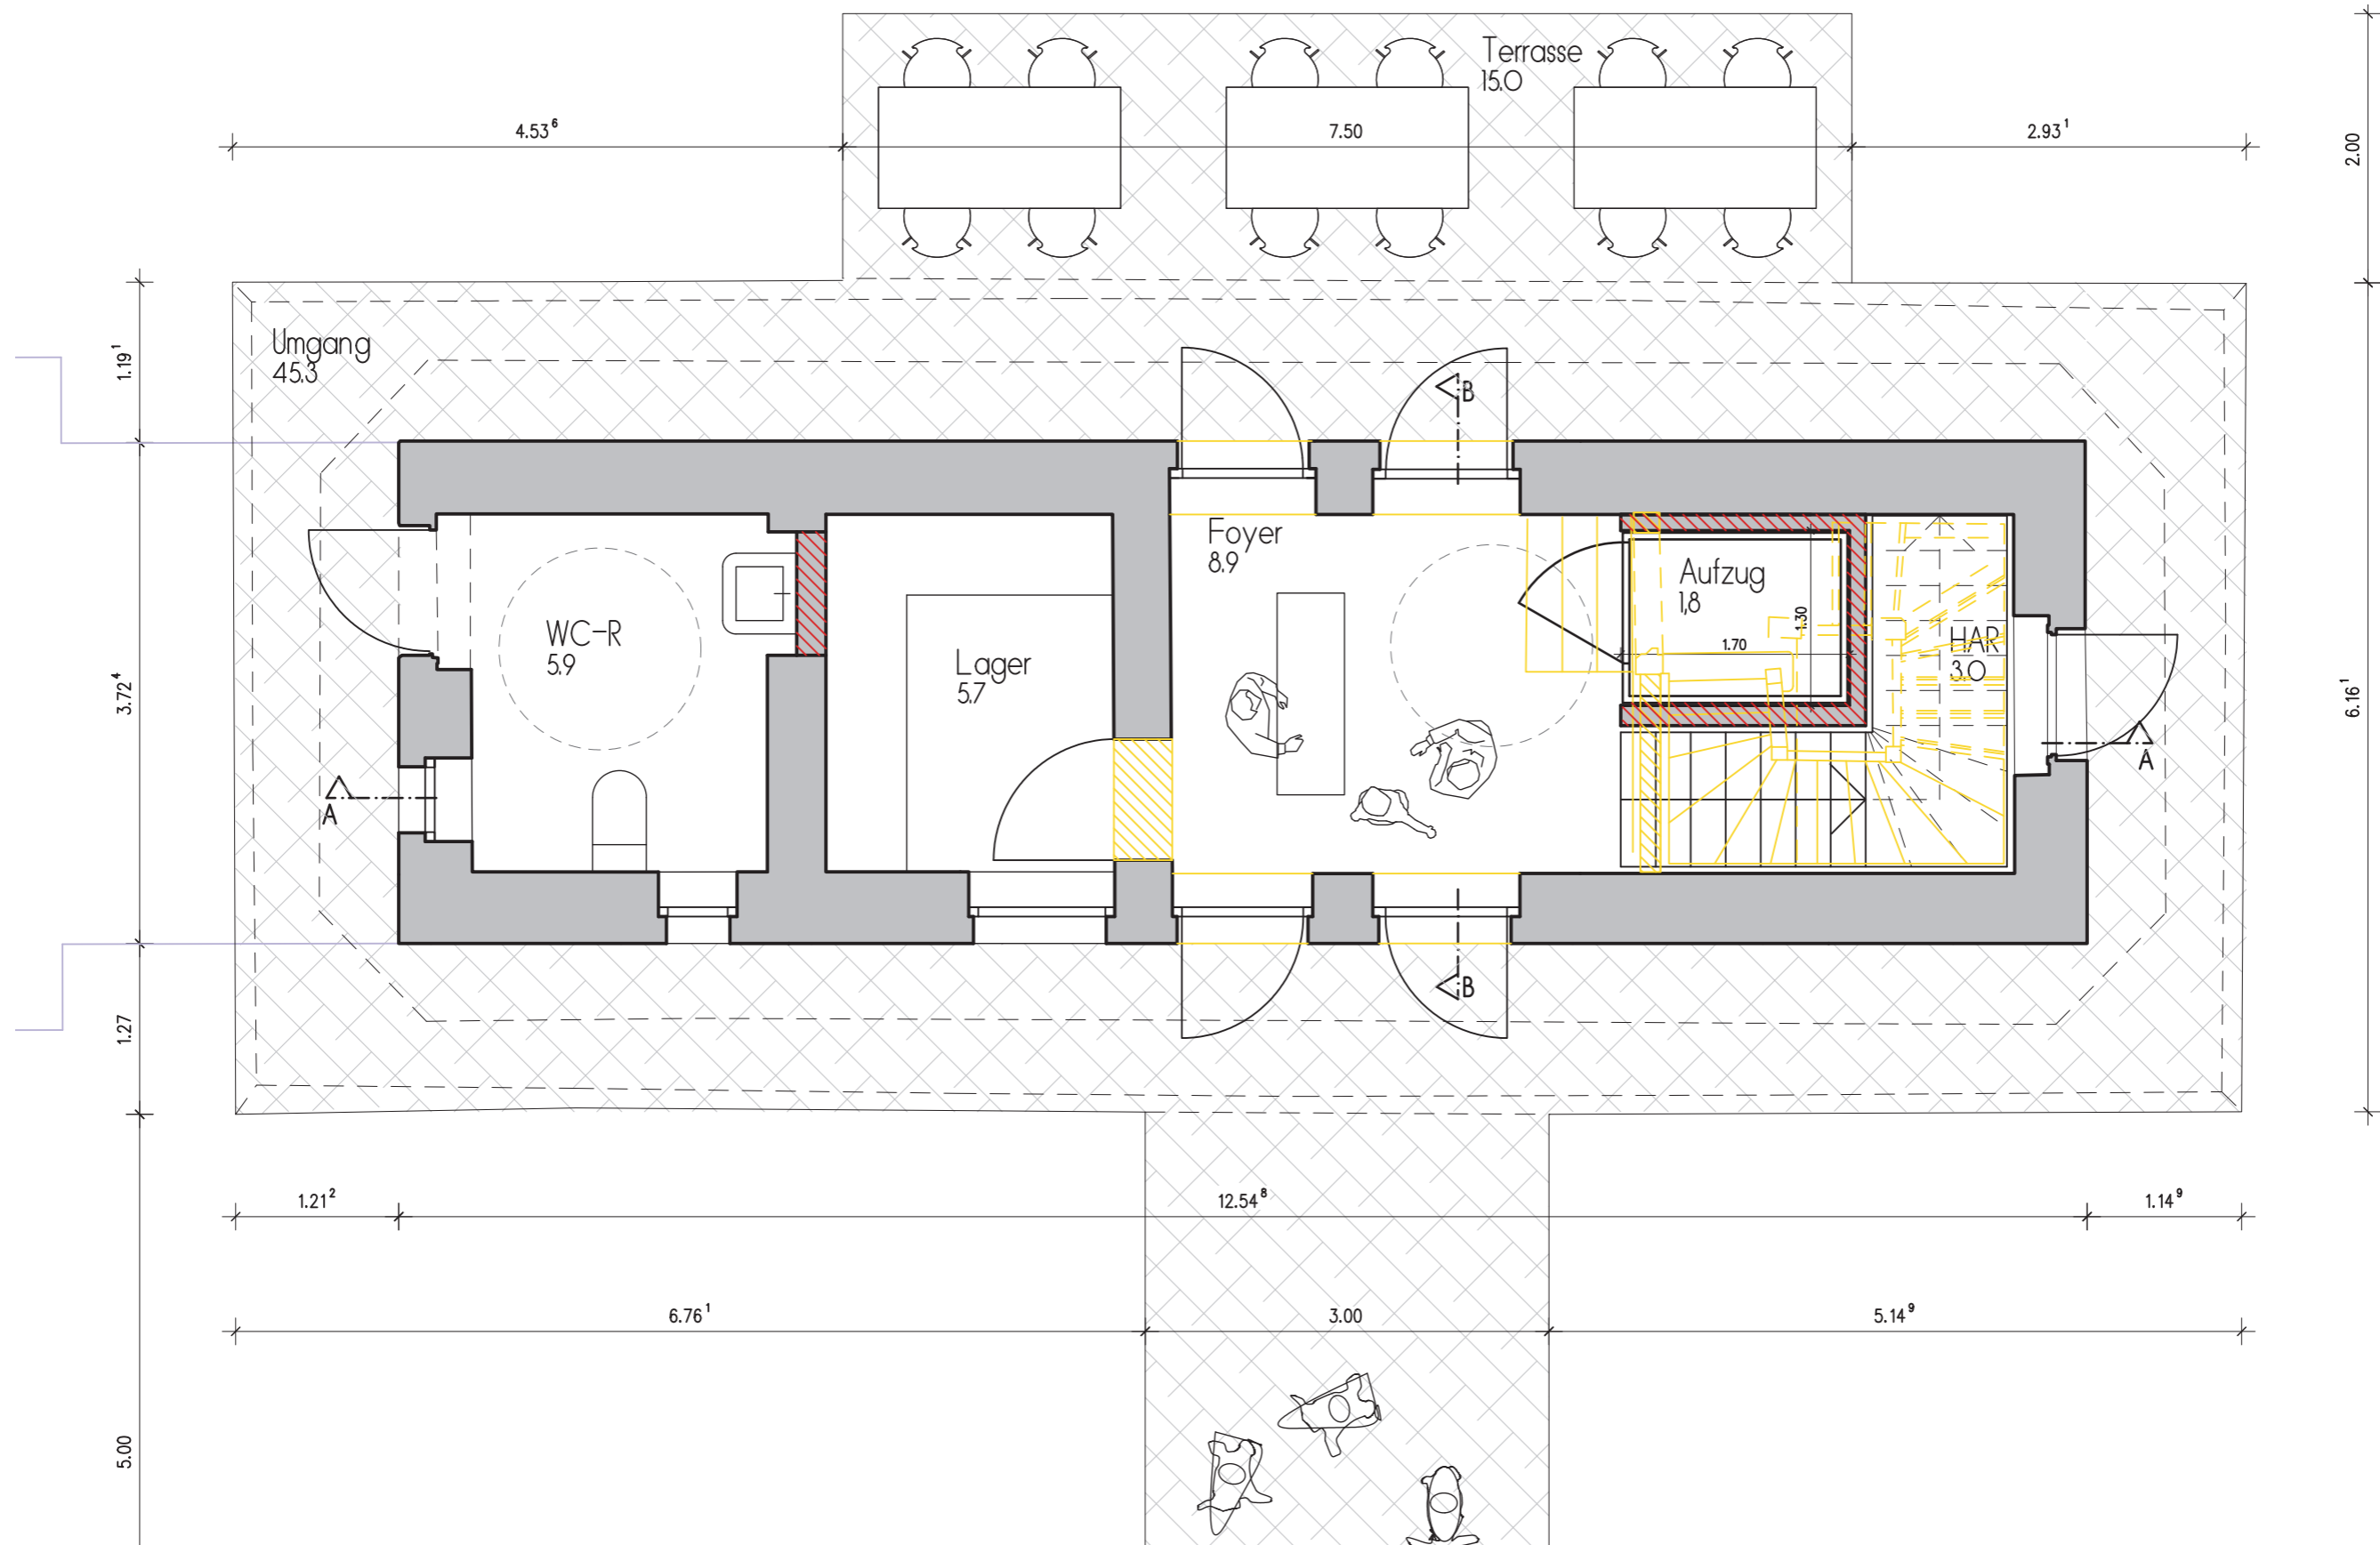 Terrasse
15.0
4.53⁶
7.50
2.93¹
2.00
Umgang
45.3
1.19¹
B
Foyer
8.9
Aufzug
1,8
1.30
1.70
HAR
3.0
WC-R
5.9
Lager
5.7
3.72⁴
6.16¹
A
A
B
1.27
1.21²
12.54⁸
1.14⁹
6.76¹
3.00
5.14⁹
5.00